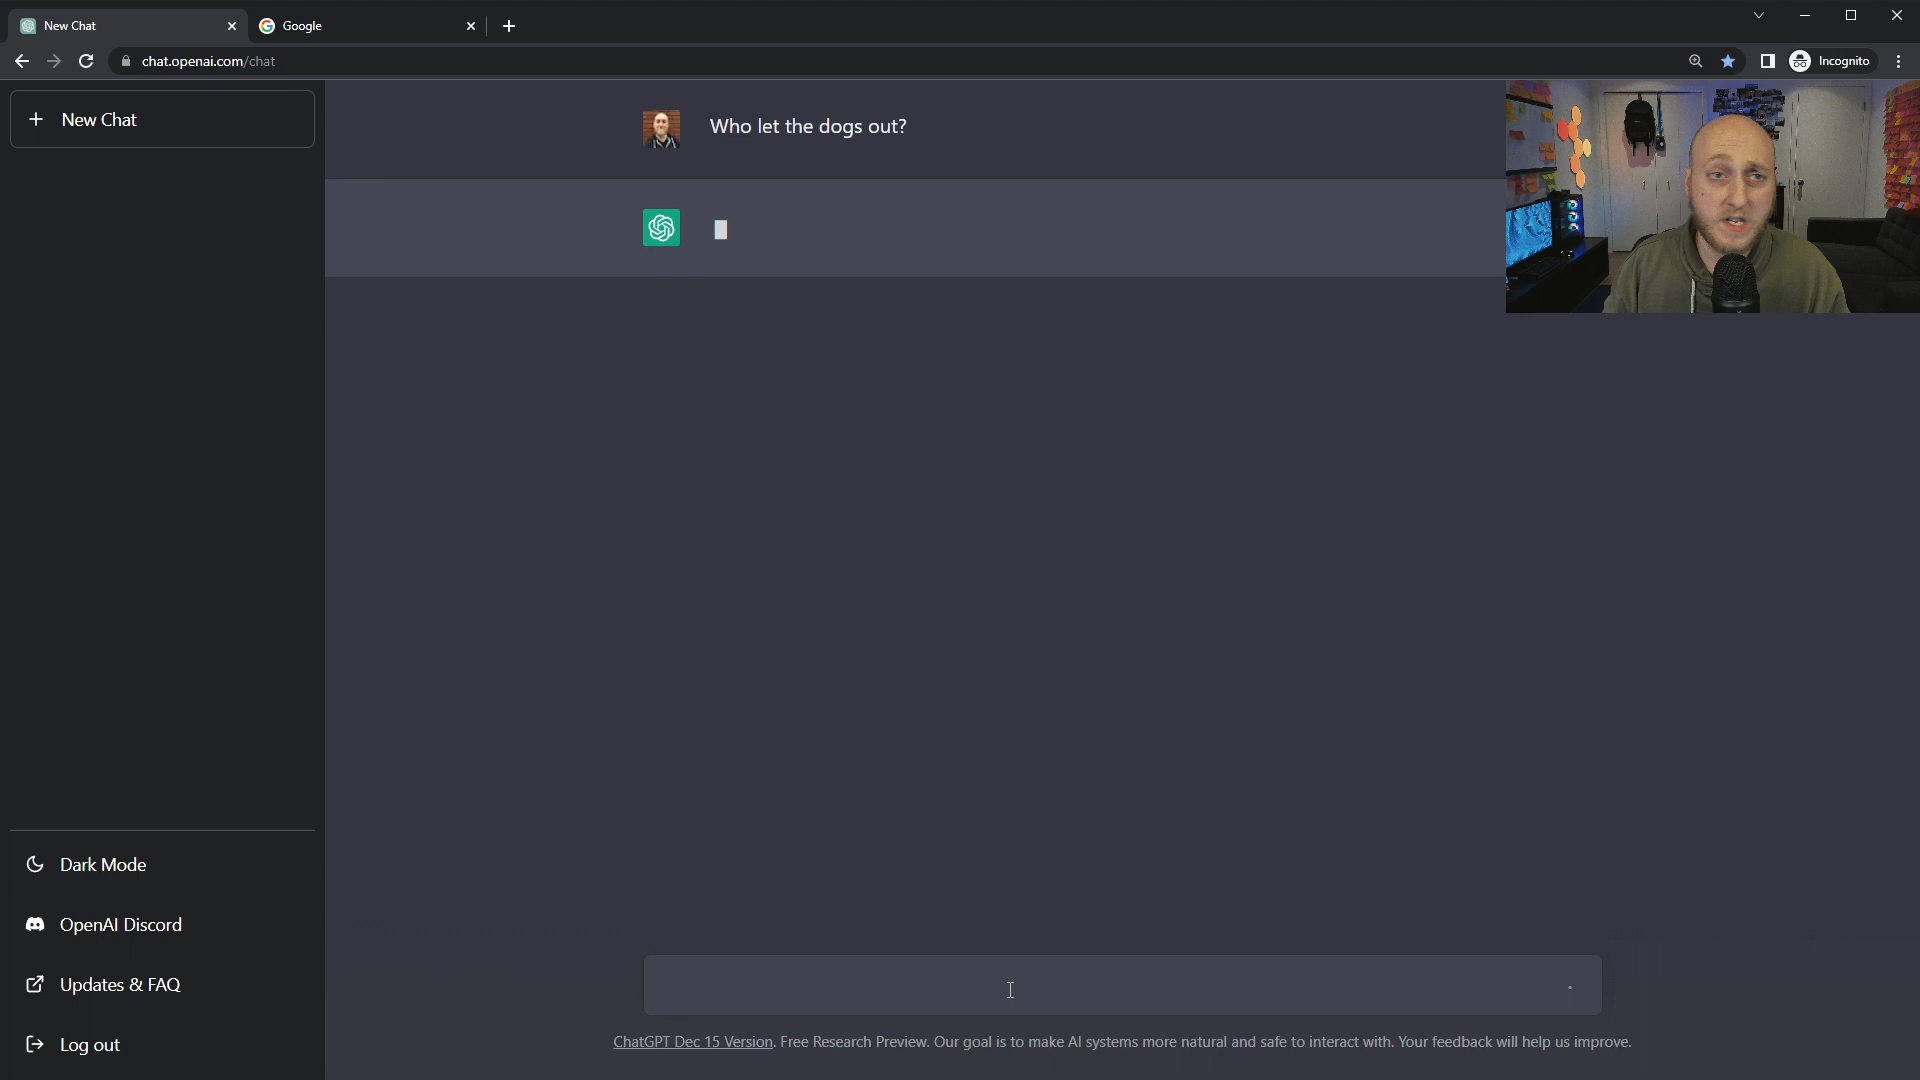 New Chat
Google
chat.openai.com/chat
Incognito
New Chat
Who let the dogs out?
Dark Mode
OpenAI Discord
Updates & FAQ
Log out
ChatGPT Dec 15 Version. Free Research Preview. Our goal is to make AI systems more natural and safe to interact with. Your feedback will help us improve.